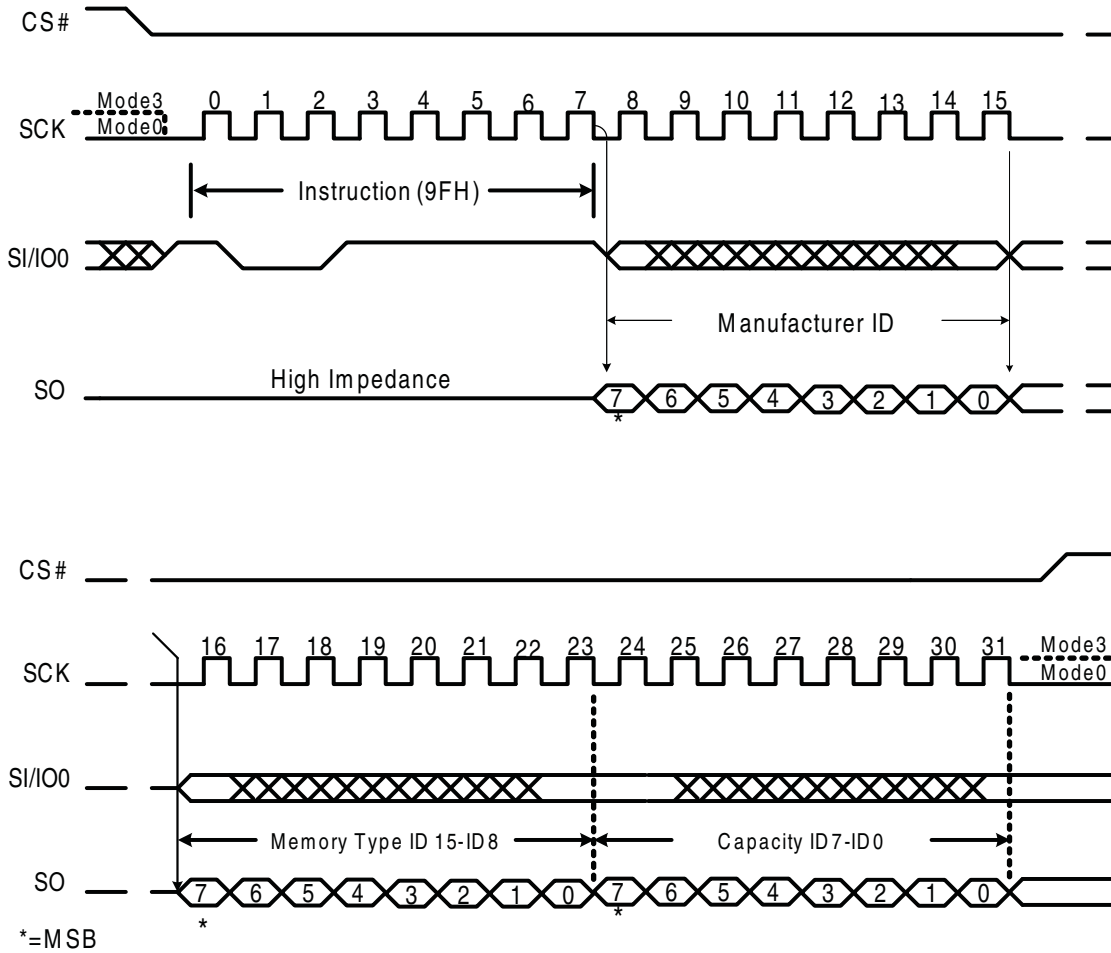 CS#
Mode3
0 1 2 3 4 5 6 7 8 9 10 11 12 13 14 15
SCK
Mode0
Instruction (9FH)
SI/IO0
Manufacturer ID
High Impedance
SO
7 6 5 4 3 2 1 0
*
CS#
16 17 18 19 20 21 22 23 24 25 26 27 28 29 30 31
Mode3
SCK
Mode0
SI/IO0
Memory Type ID 15-ID8
Capacity ID7-ID0
SO
7 6 5 4 3 2 1 0 7 6 5 4 3 2 1 0
* *
*=MSB